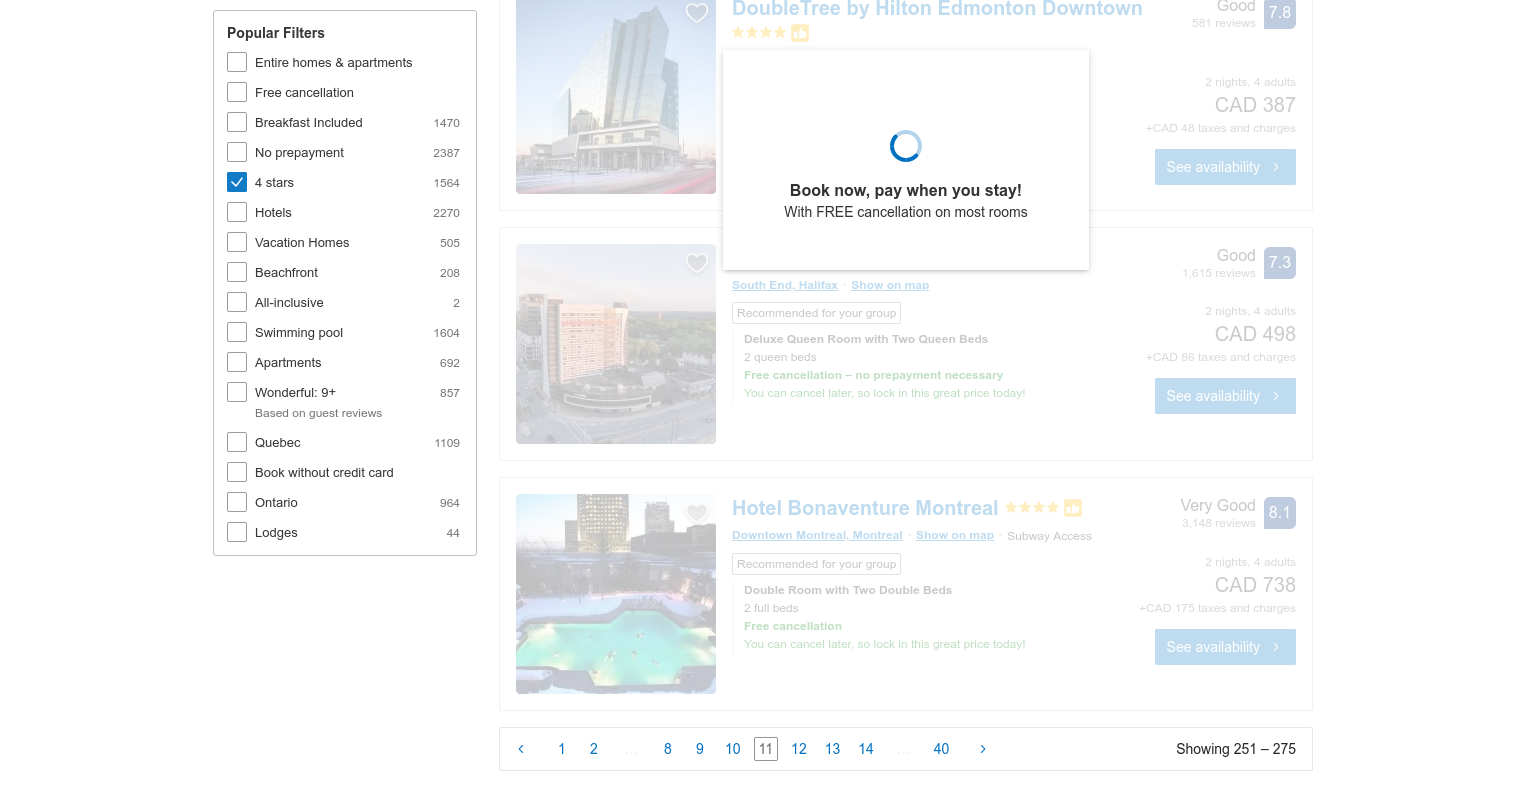 Popular Filters
Entire homes & apartments
Free cancellation
Breakfast Included 1470
No prepayment 2387
4 stars 1564
Hotels 2270
Vacation Homes 505
Beachfront 208
All-inclusive 2
Swimming pool 1604
Apartments 692
Wonderful: 9+ 857
Based on guest reviews
Quebec 1109
Book without credit card
Ontario 964
Lodges 44
DoubleTree by Hilton Edmonton Downtown
Good 7.8
581 reviews
2 nights, 4 adults
CAD 387
+CAD 48 taxes and charges
See availability
Book now, pay when you stay!
With FREE cancellation on most rooms
Good 7.3
1,615 reviews
South End, Halifax · Show on map
Recommended for your group
Deluxe Queen Room with Two Queen Beds
2 queen beds
Free cancellation – no prepayment necessary
You can cancel later, so lock in this great price today!
2 nights, 4 adults
CAD 498
+CAD 86 taxes and charges
See availability
Hotel Bonaventure Montreal
Very Good 8.1
3,148 reviews
Downtown Montreal, Montreal · Show on map · Subway Access
Recommended for your group
Double Room with Two Double Beds
2 full beds
Free cancellation
You can cancel later, so lock in this great price today!
2 nights, 4 adults
CAD 738
+CAD 175 taxes and charges
See availability
1 2 … 8 9 10 11 12 13 14 … 40
Showing 251 – 275